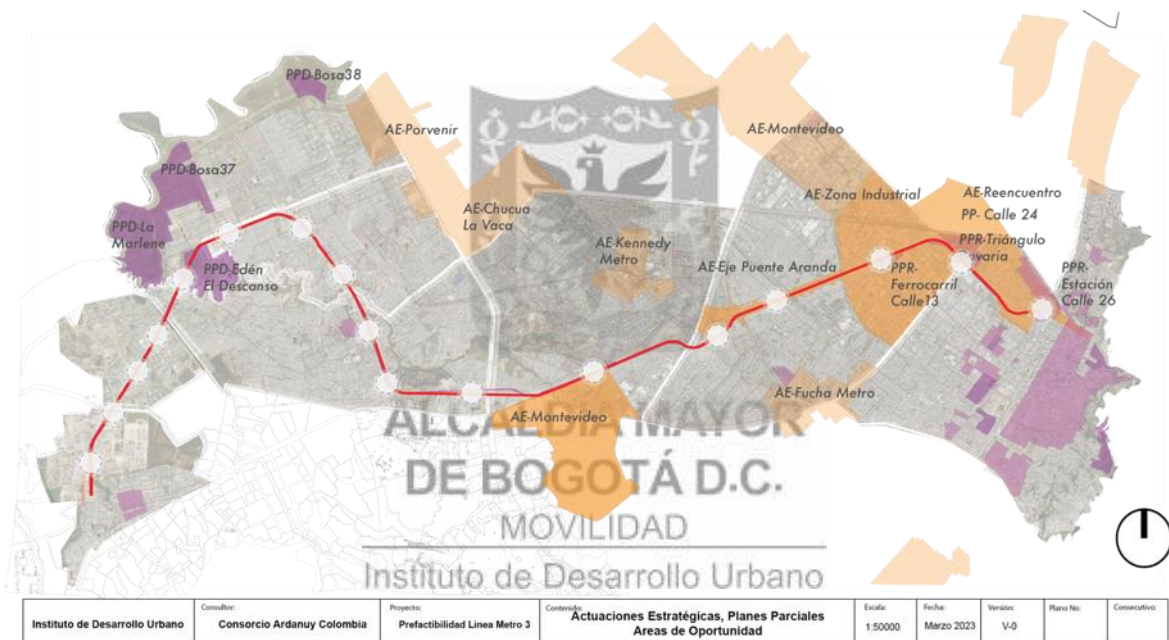 PPD-Bosa38
AE-Porvenir
AE-Montevideo
PPD-Bosa37
AE-Zona Industrial
AE-Reencuentro
PPD-La
Marlene
AE-Chucua
La Vaca
PP- Calle 24
AE-Kennedy
Metro
PPR-Triángulo
PPD-Edén
El Descanso
AE-Eje Puente Aranda
PPR-
Ferrocarril
Calle13
PPR-
Estación
Calle 26
AE-Fucha Metro
AE-Montevideo
ALCALDÍA MAYOR
DE BOGOTÁ D.C.
MOVILIDAD
Instituto de Desarrollo Urbano
Instituto de Desarrollo Urbano
Consultor:
Consorcio Ardanuy Colombia
Proyecto:
Prefactibilidad Linea Metro 3
Contenido:
Actuaciones Estratégicas, Planes Parciales
Areas de Oportunidad
Escala:
1:50000
Fecha:
Marzo 2023
Versión:
V-0
Plano No:
Consecutivo: